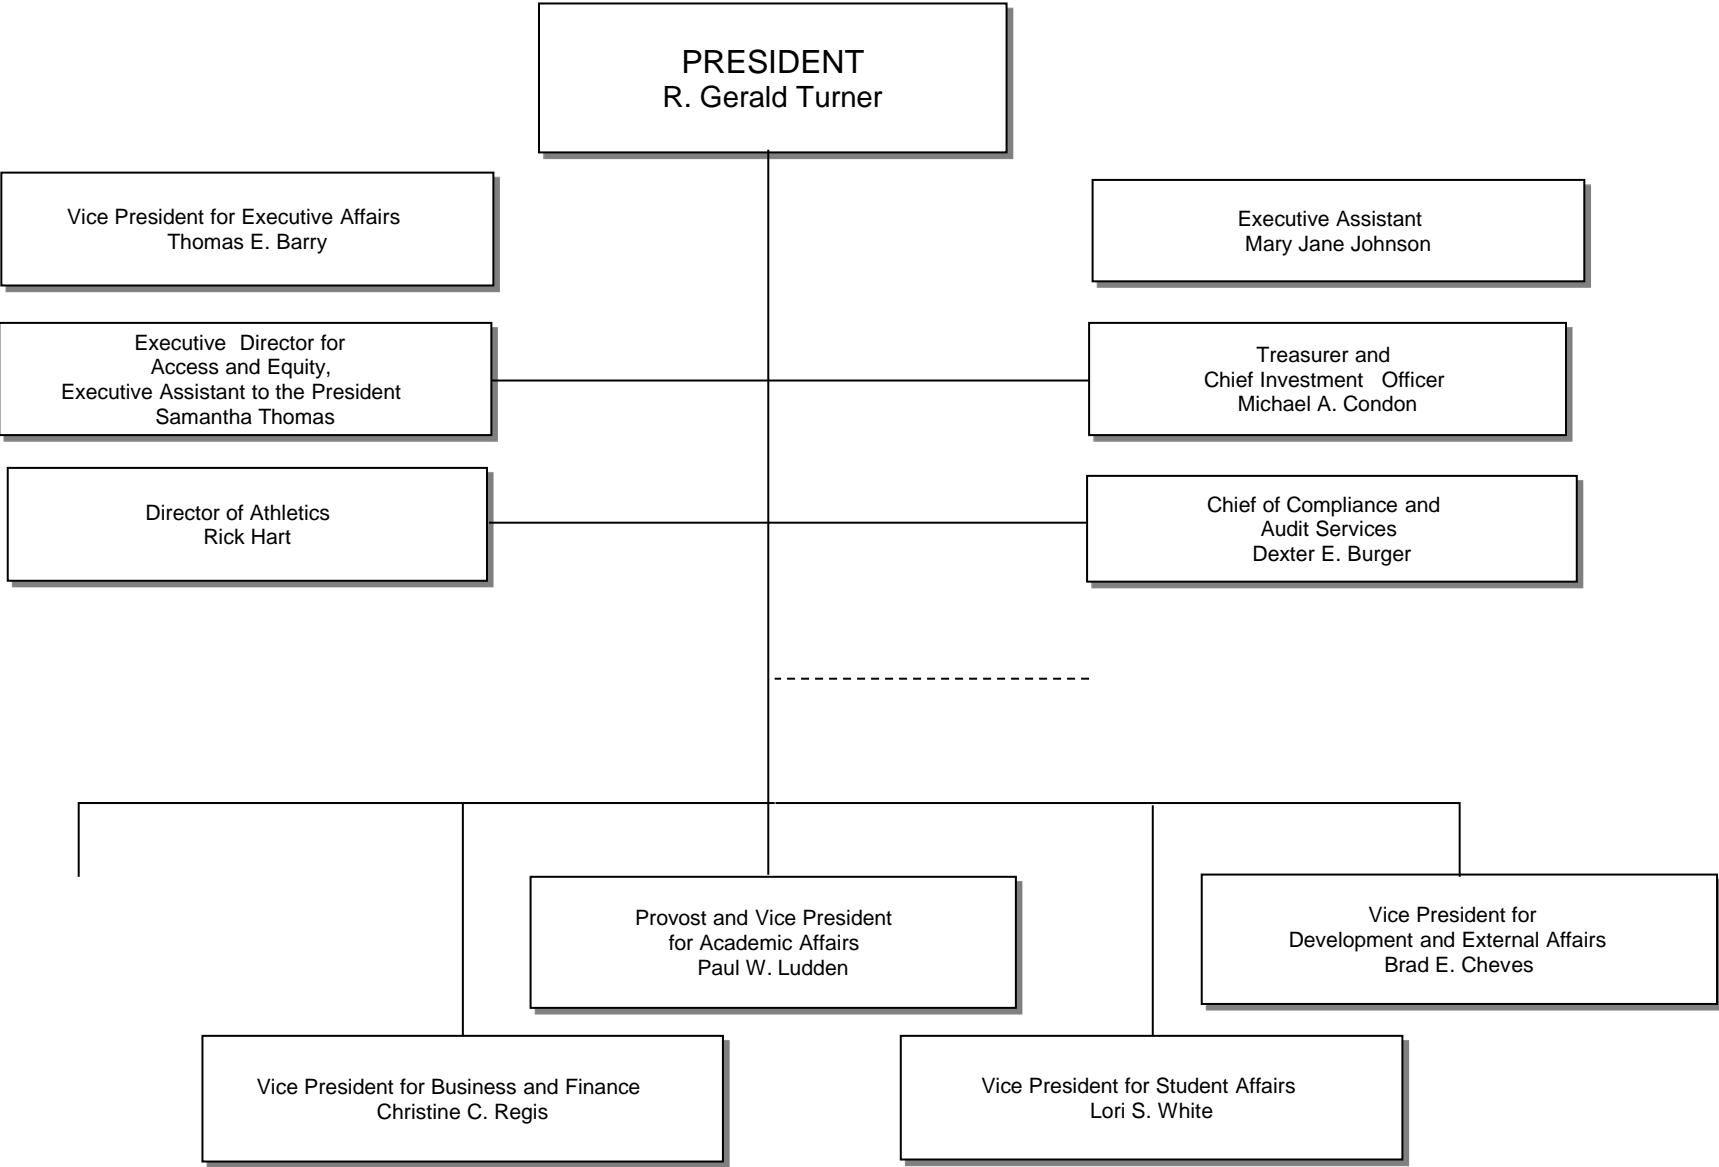 PRESIDENT
R. Gerald Turner
Vice President for Executive Affairs
Thomas E. Barry
Executive Assistant
Mary Jane Johnson
Executive Director for
Access and Equity,
Executive Assistant to the President
Samantha Thomas
Treasurer and
Chief Investment Officer
Michael A. Condon
Director of Athletics
Rick Hart
Chief of Compliance and
Audit Services
Dexter E. Burger
Provost and Vice President
for Academic Affairs
Paul W. Ludden
Vice President for
Development and External Affairs
Brad E. Cheves
Vice President for Business and Finance
Christine C. Regis
Vice President for Student Affairs
Lori S. White